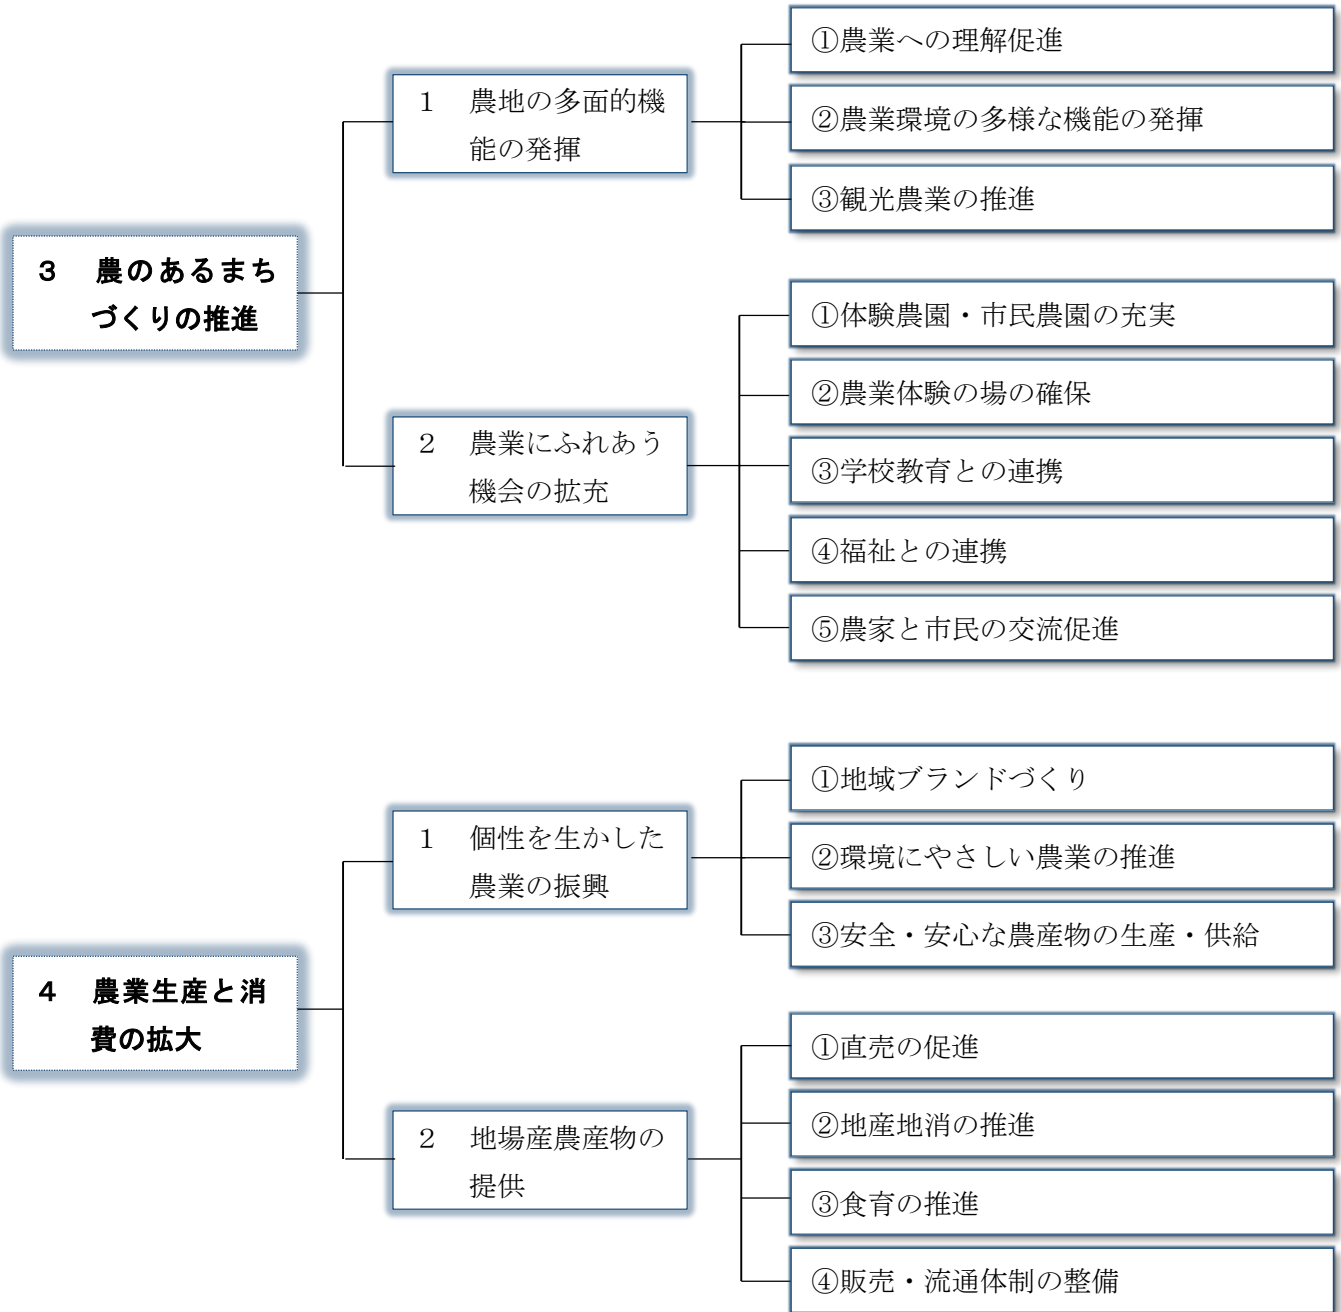 3　農のあるまち
づくりの推進
1　農地の多面的機
能の発揮
①農業への理解促進
②農業環境の多様な機能の発揮
③観光農業の推進
2　農業にふれあう
機会の拡充
①体験農園・市民農園の充実
②農業体験の場の確保
③学校教育との連携
④福祉との連携
⑤農家と市民の交流促進
4　農業生産と消
費の拡大
1　個性を生かした
農業の振興
①地域ブランドづくり
②環境にやさしい農業の推進
③安全・安心な農産物の生産・供給
2　地場産農産物の
提供
①直売の促進
②地産地消の推進
③食育の推進
④販売・流通体制の整備